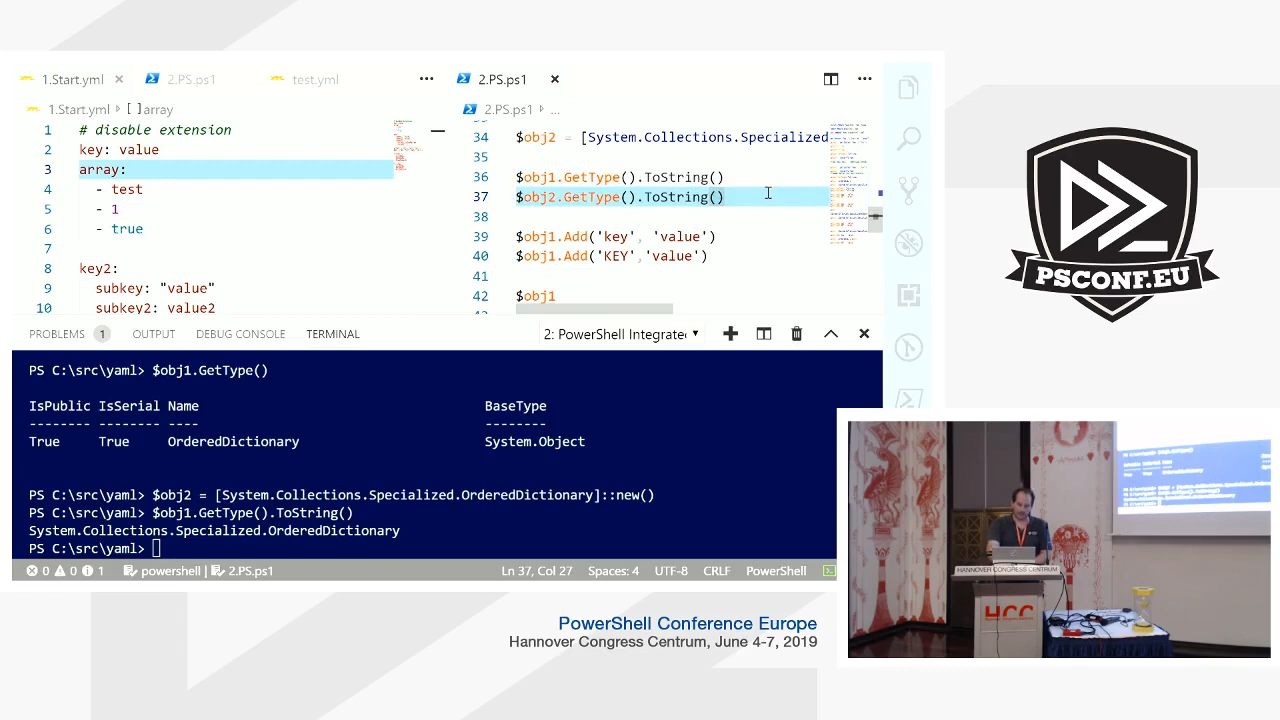 1.Start.yml
2.PS.ps1
test.yml
2.PS.ps1
1.Start.yml
[ ]array
2.PS.ps1
...
1 # disable extension
2 key: va
3 array:
4 - test
5 - 1
6 - true
7
8 key2:
9 subkey: "value"
10 subkey2: value2
34 $obj2 = [System.Collections.Specialized
35
36 $obj1.GetType().ToString()
37 $obj2.GetType().ToString()
38
39 $obj1.Add('key', 'value')
40 $obj1.Add('KEY','value')
41
42 $obj1
PROBLEMS 1 OUTPUT DEBUG CONSOLE TERMINAL
2: PowerShell Integrate
PS C:\src\yaml> $obj1.GetType()
IsPublic IsSerial Name BaseType
-------- -------- ---- --------
True True OrderedDictionary System.Object
PS C:\src\yaml> $obj2 = [System.Collections.Specialized.OrderedDictionary]::new()
PS C:\src\yaml> $obj1.GetType().ToString()
System.Collections.Specialized.OrderedDictionary
PS C:\src\yaml>
0 0 1 powershell | 2.PS.ps1 Ln 37, Col 27 Spaces: 4 UTF-8 CRLF PowerShell
PSCONF.EU
HANNOVER CONGRESS CENTRUM
HCC
PowerShell Conference Europe
Hannover Congress Centrum, June 4-7, 2019